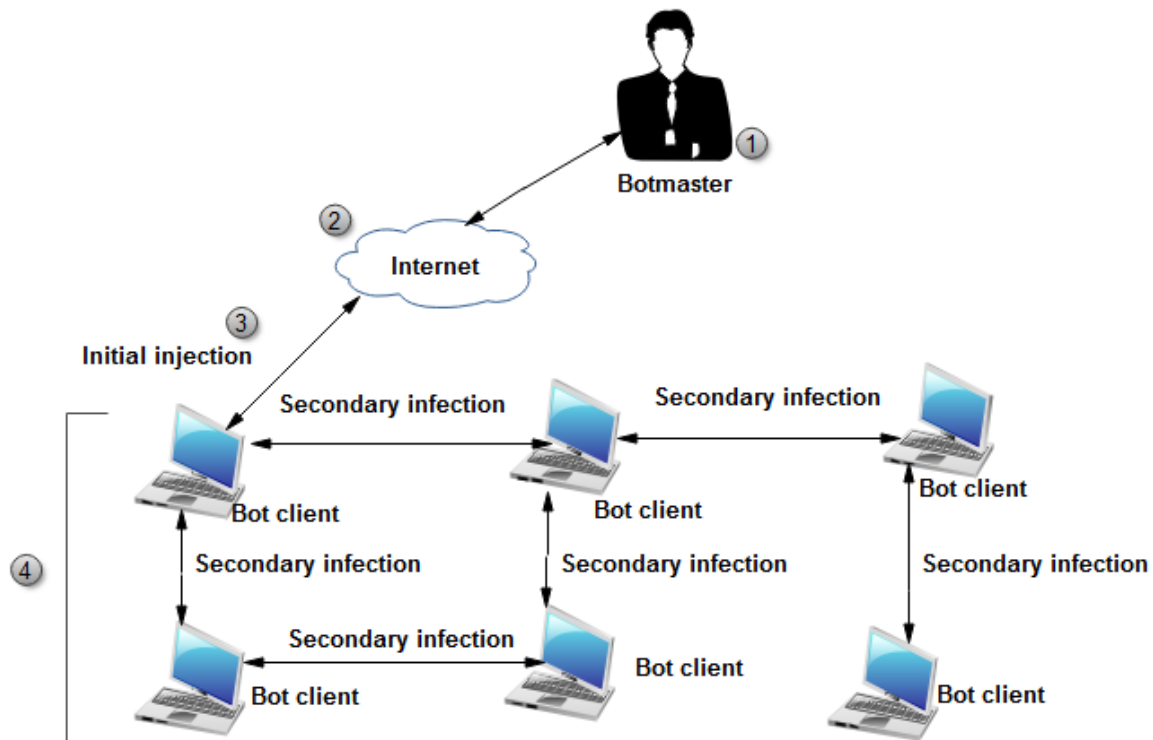 1
Botmaster
2
Internet
3
Initial injection
Secondary infection
Secondary infection
Bot client
Bot client
Bot client
4
Secondary infection
Secondary infection
Secondary infection
Secondary infection
Bot client
Bot client
Bot client